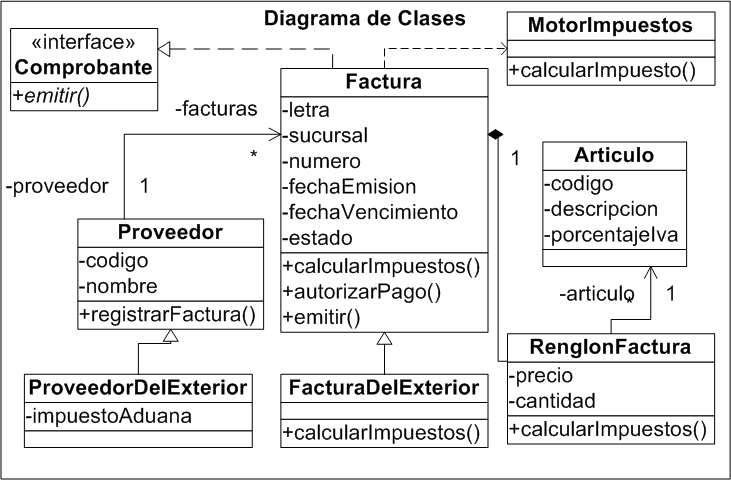 Diagrama de Clases
«interface»
Comprobante
+emitir()
MotorImpuestos
+calcularImpuesto()
Factura
-letra
-sucursal
-numero
-fechaEmision
-fechaVencimiento
-estado
+calcularImpuestos()
+autorizarPago()
+emitir()
-facturas
*
-proveedor
1
1
Articulo
-codigo
-descripcion
-porcentajeIva
Proveedor
-codigo
-nombre
+registrarFactura()
-articulo
1
RenglonFactura
-precio
-cantidad
+calcularImpuestos()
ProveedorDelExterior
-impuestoAduana
FacturaDelExterior
+calcularImpuestos()